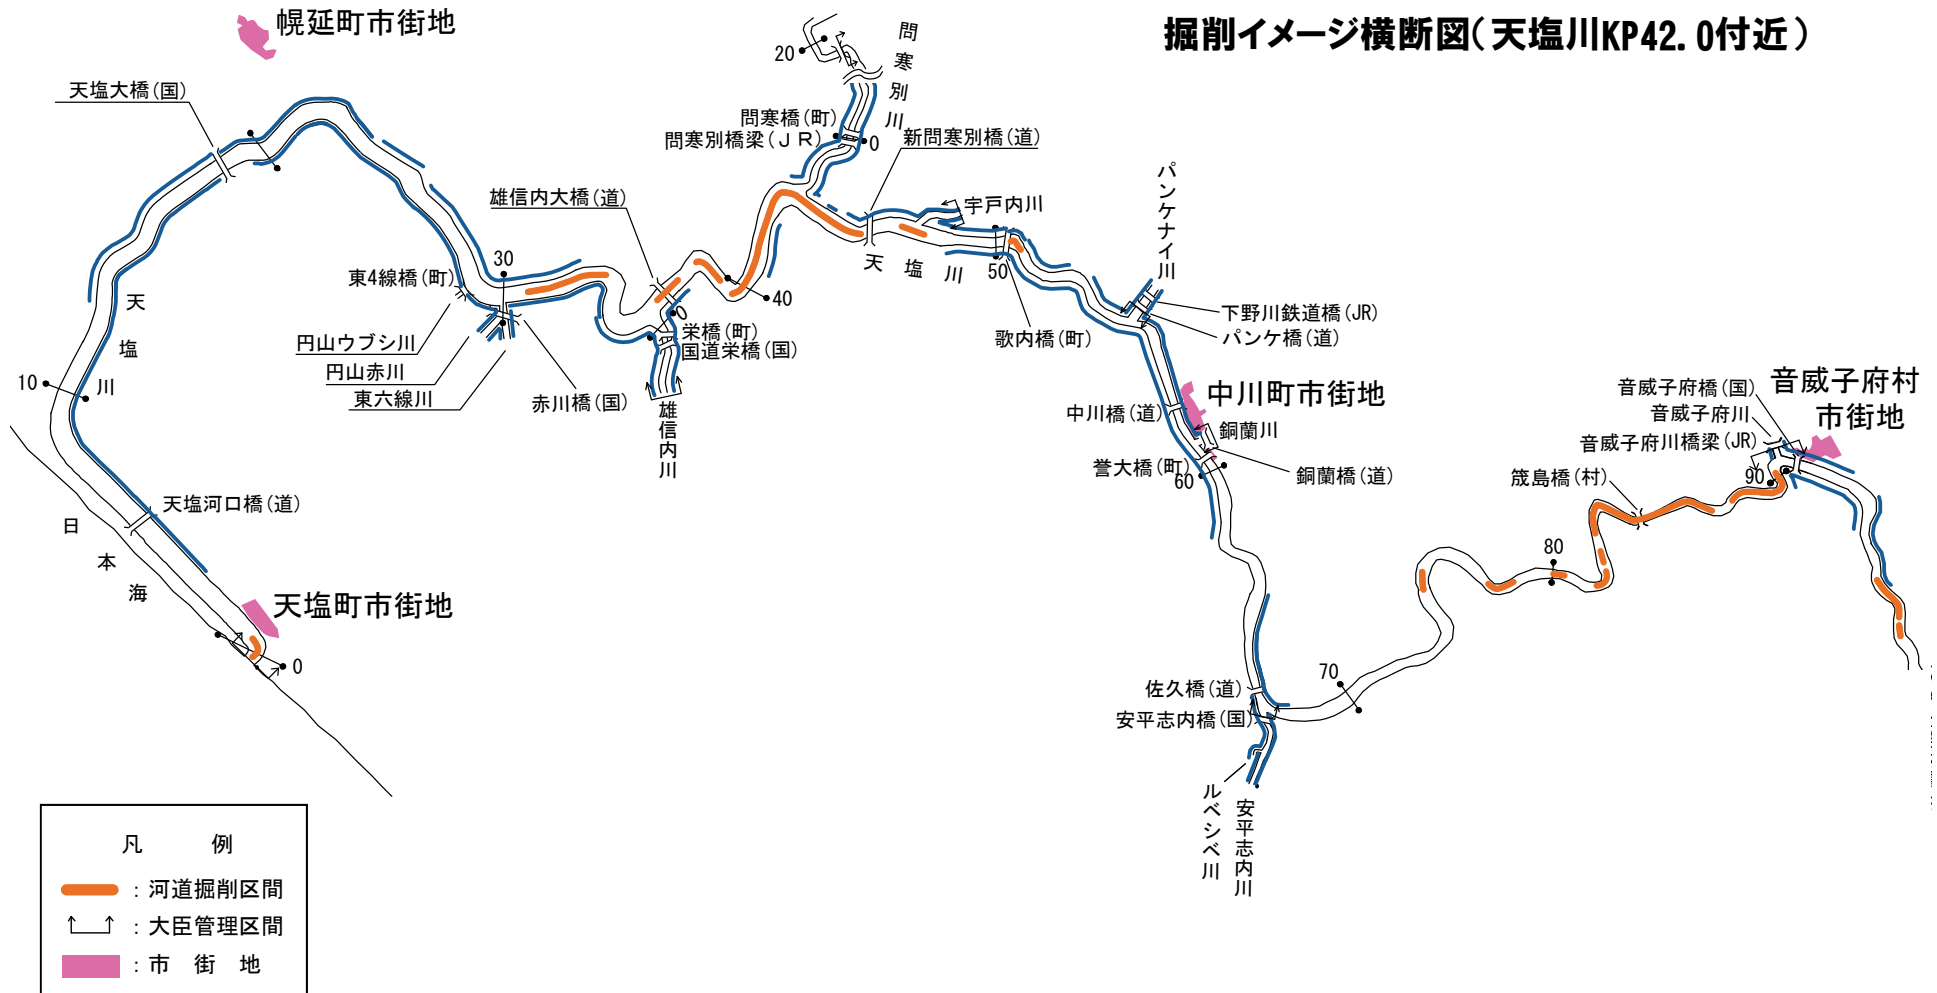 掘削イメージ横断図(天塩川KP42.0付近)
幌延町市街地
天塩大橋(国)
20
問寒別川
問寒橋(町)
問寒別橋梁(JR)
0
新問寒別橋(道)
雄信内大橋(道)
宇戸内川
パンケナイ川
天塩川
50
東4線橋(町)
30
40
0
栄橋(町)
国道栄橋(国)
歌内橋(町)
下野川鉄道橋(JR)
パンケ橋(道)
円山ウブシ川
円山赤川
東六線川
赤川橋(国)
雄信内川
天塩川
10
中川町市街地
中川橋(道)
銅蘭川
誉大橋(町)
60
銅蘭橋(道)
音威子府橋(国)
音威子府村
市街地
音威子府川
音威子府川橋梁(JR)
筬島橋(村)
90
80
天塩河口橋(道)
日本海
天塩町市街地
0
70
佐久橋(道)
安平志内橋(国)
ルベシベ川
安平志内川
凡 例
:河道掘削区間
:大臣管理区間
:市 街 地